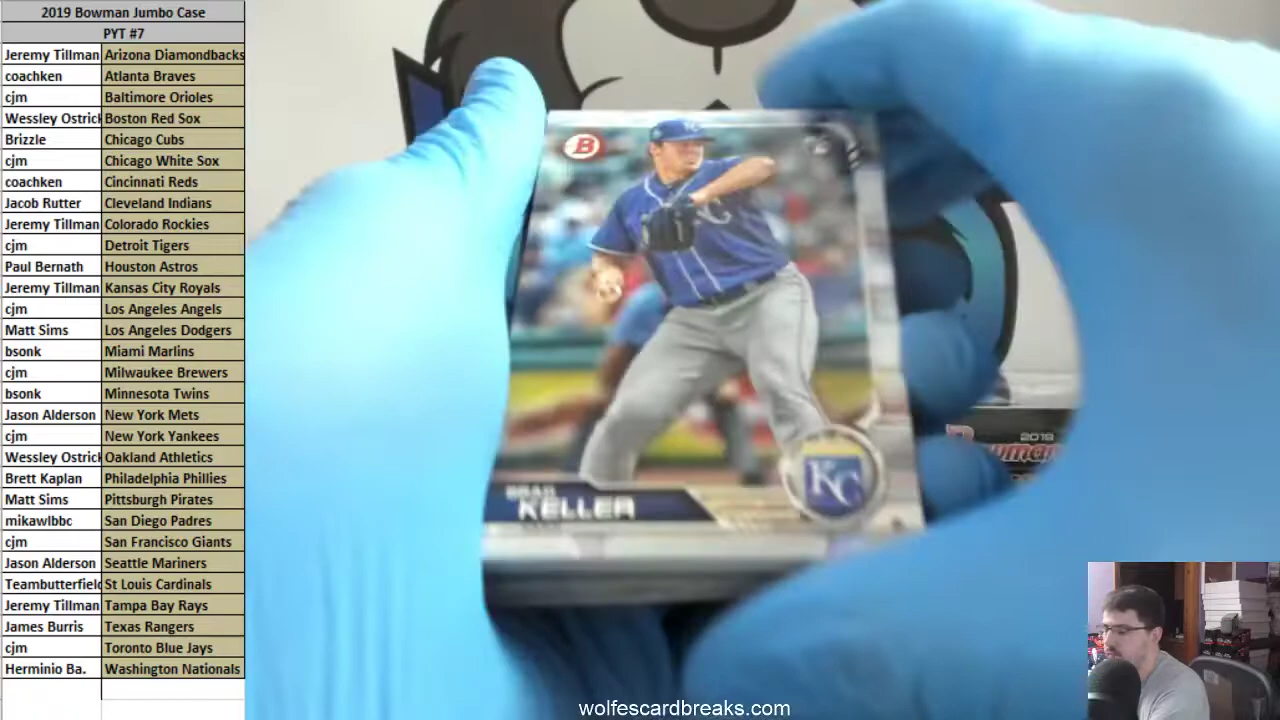 2019 Bowman Jumbo Case
PYT #7
Jeremy Tillman Arizona Diamondbacks
coachken Atlanta Braves
cjm Baltimore Orioles
Wessley Ostrick Boston Red Sox
Brizzle Chicago Cubs
cjm Chicago White Sox
coachken Cincinnati Reds
Jacob Rutter Cleveland Indians
Jeremy Tillman Colorado Rockies
cjm Detroit Tigers
Paul Bernath Houston Astros
Jeremy Tillman Kansas City Royals
cjm Los Angeles Angels
Matt Sims Los Angeles Dodgers
bsonk Miami Marlins
cjm Milwaukee Brewers
bsonk Minnesota Twins
Jason Alderson New York Mets
cjm New York Yankees
Wessley Ostrick Oakland Athletics
Brett Kaplan Philadelphia Phillies
Matt Sims Pittsburgh Pirates
mikawlbbc San Diego Padres
cjm San Francisco Giants
Jason Alderson Seattle Mariners
Teambutterfield St Louis Cardinals
Jeremy Tillman Tampa Bay Rays
James Burris Texas Rangers
cjm Toronto Blue Jays
Herminio Ba. Washington Nationals
B
KC
KC
BRAD
KELLER
2019
Bowman
wolfescardbreaks.com